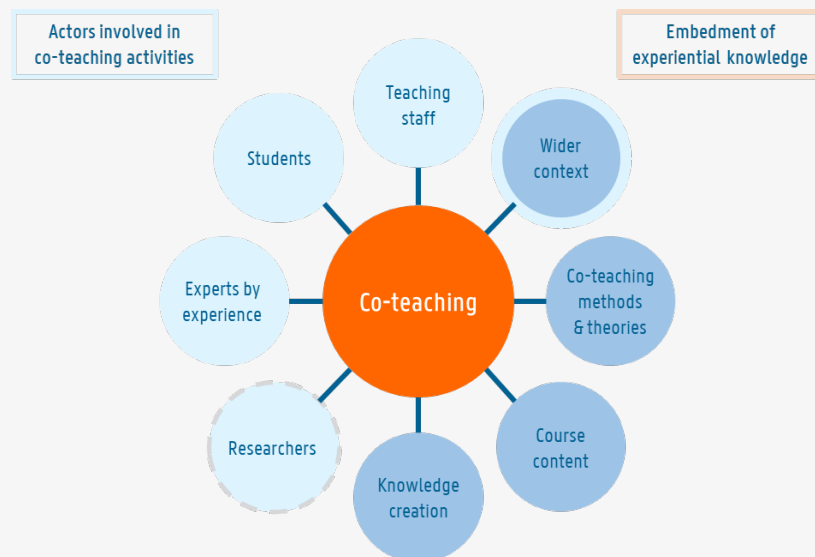 Actors involved in
co-teaching activities
Embedment of
experiential knowledge
Teaching
staff
Students
Wider
context
Experts by
experience
Co-teaching
Co-teaching
methods
& theories
Researchers
Course
content
Knowledge
creation